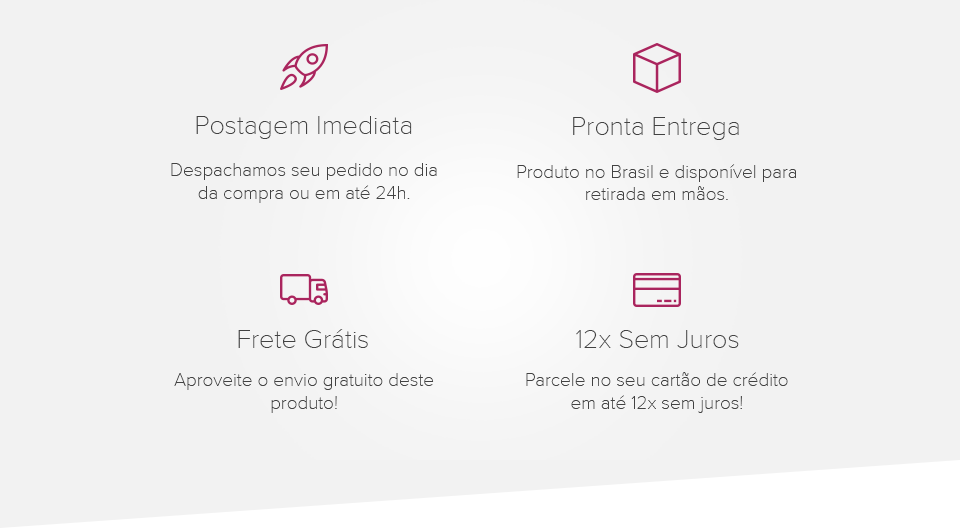 Postagem Imediata
Despachamos seu pedido no dia
da compra ou em até 24h.
Pronta Entrega
Produto no Brasil e disponível para
retirada em mãos.
Frete Grátis
Aproveite o envio gratuito deste
produto!
12x Sem Juros
Parcele no seu cartão de crédito
em até 12x sem juros!